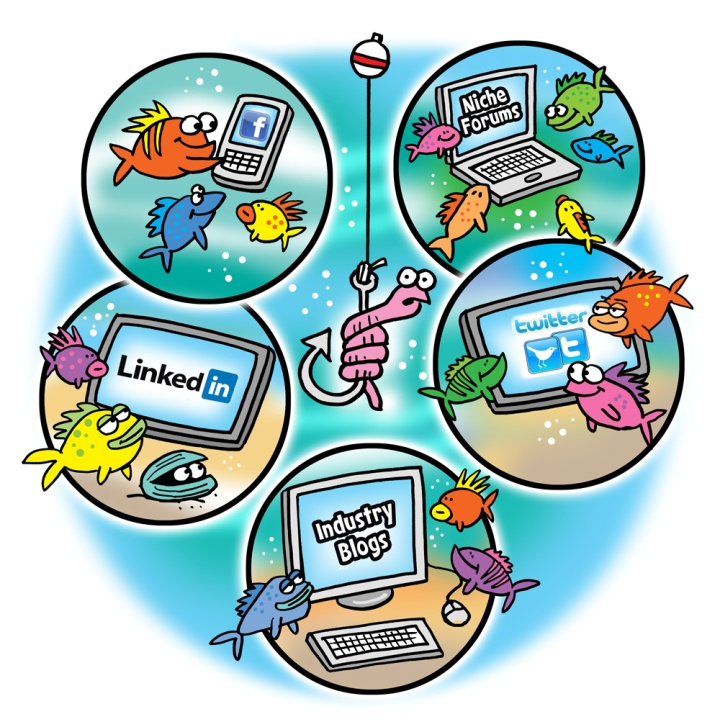 f
Niche
Forums
Linked in
twitter
t
Industry
Blogs